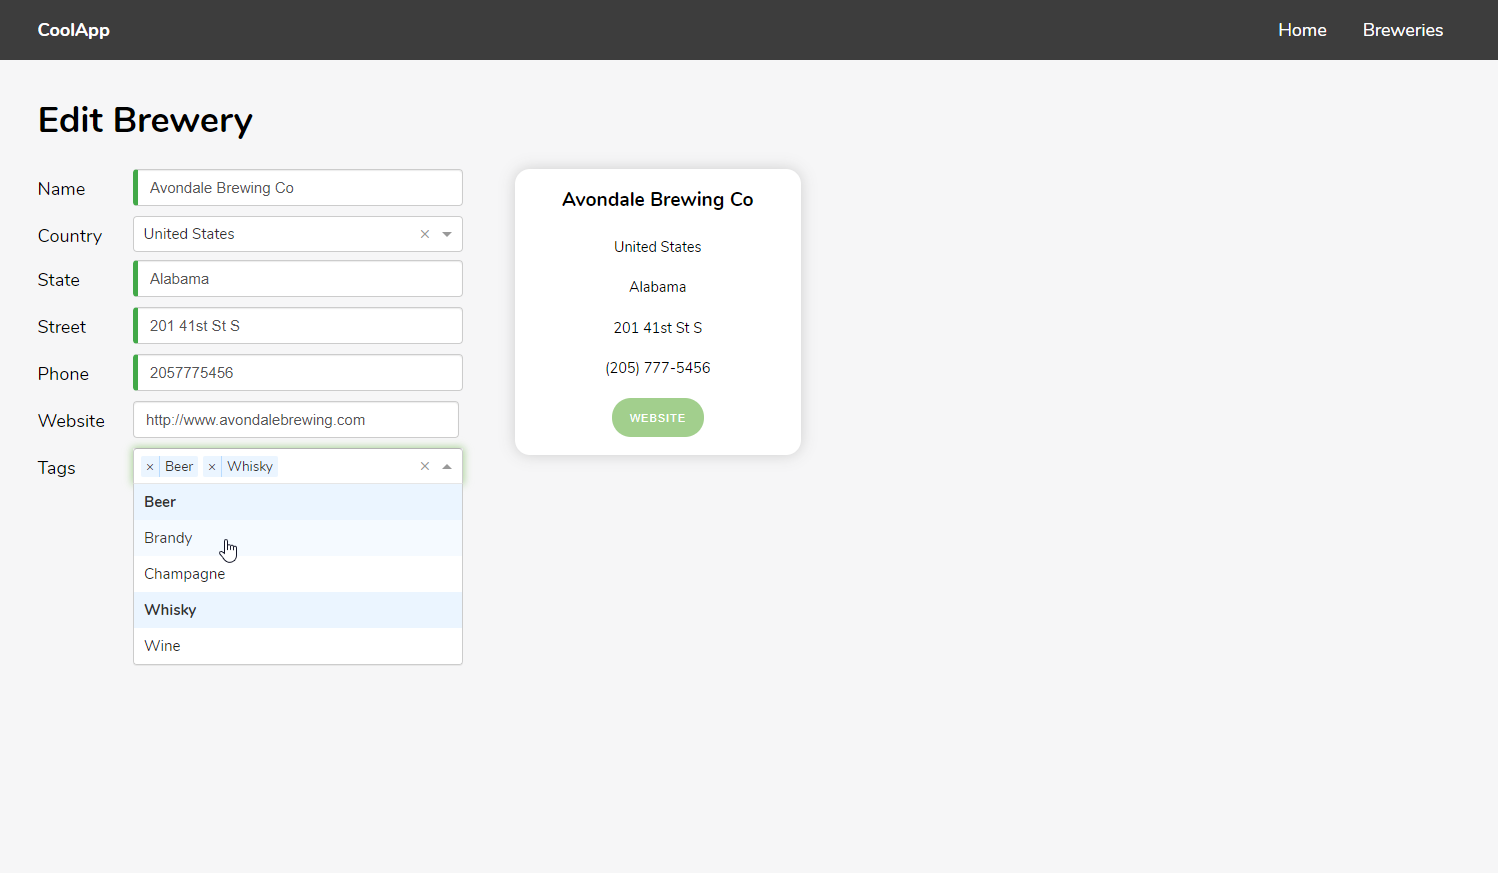 CoolApp Home Breweries
Edit Brewery
Name Avondale Brewing Co
Country United States
State Alabama
Street 201 41st St S
Phone 2057775456
Website http://www.avondalebrewing.com
Tags × Beer × Whisky
Beer
Brandy
Champagne
Whisky
Wine
Avondale Brewing Co
United States
Alabama
201 41st St S
(205) 777-5456
WEBSITE